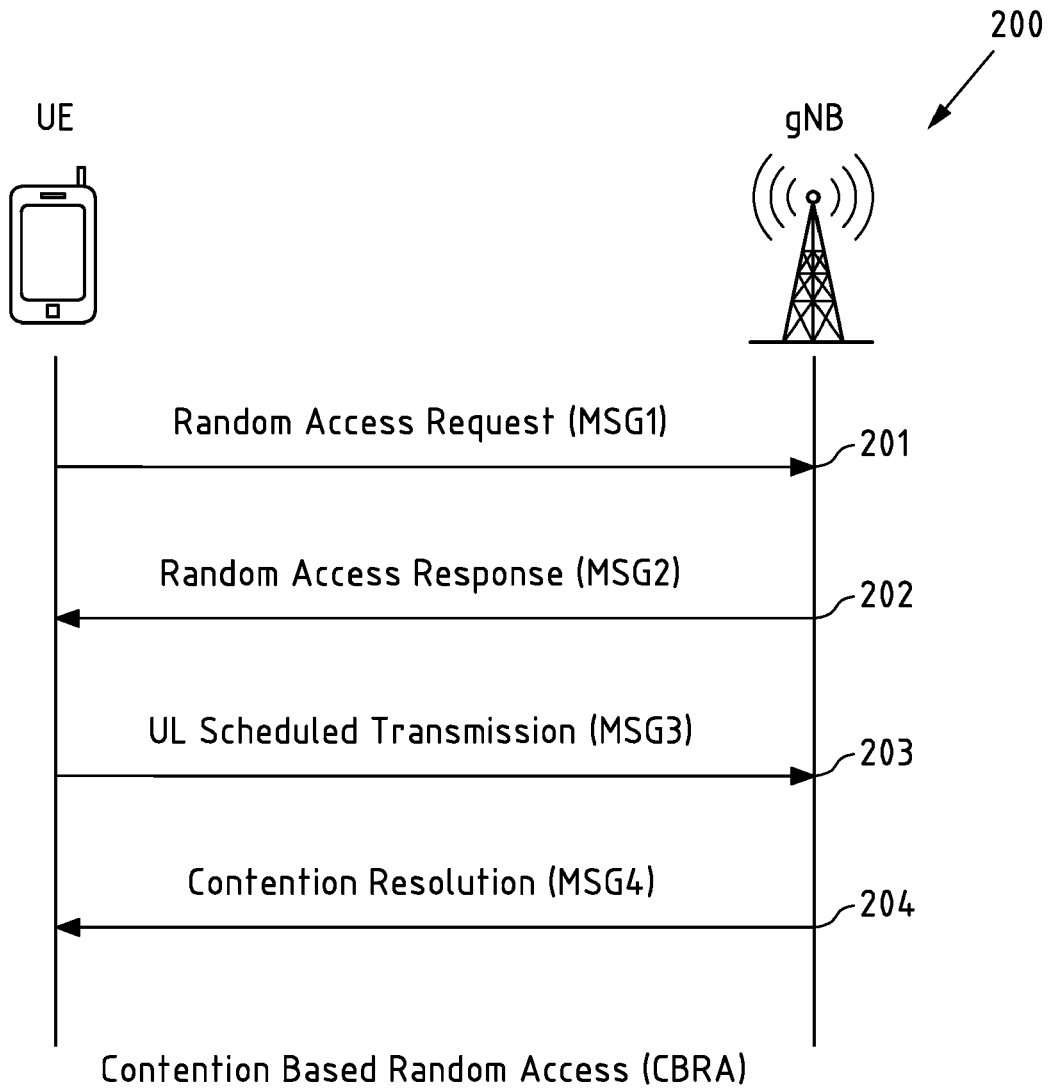 200
UE
gNB
Random Access Request (MSG1)
201
Random Access Response (MSG2)
202
UL Scheduled Transmission (MSG3)
203
Contention Resolution (MSG4)
204
Contention Based Random Access (CBRA)